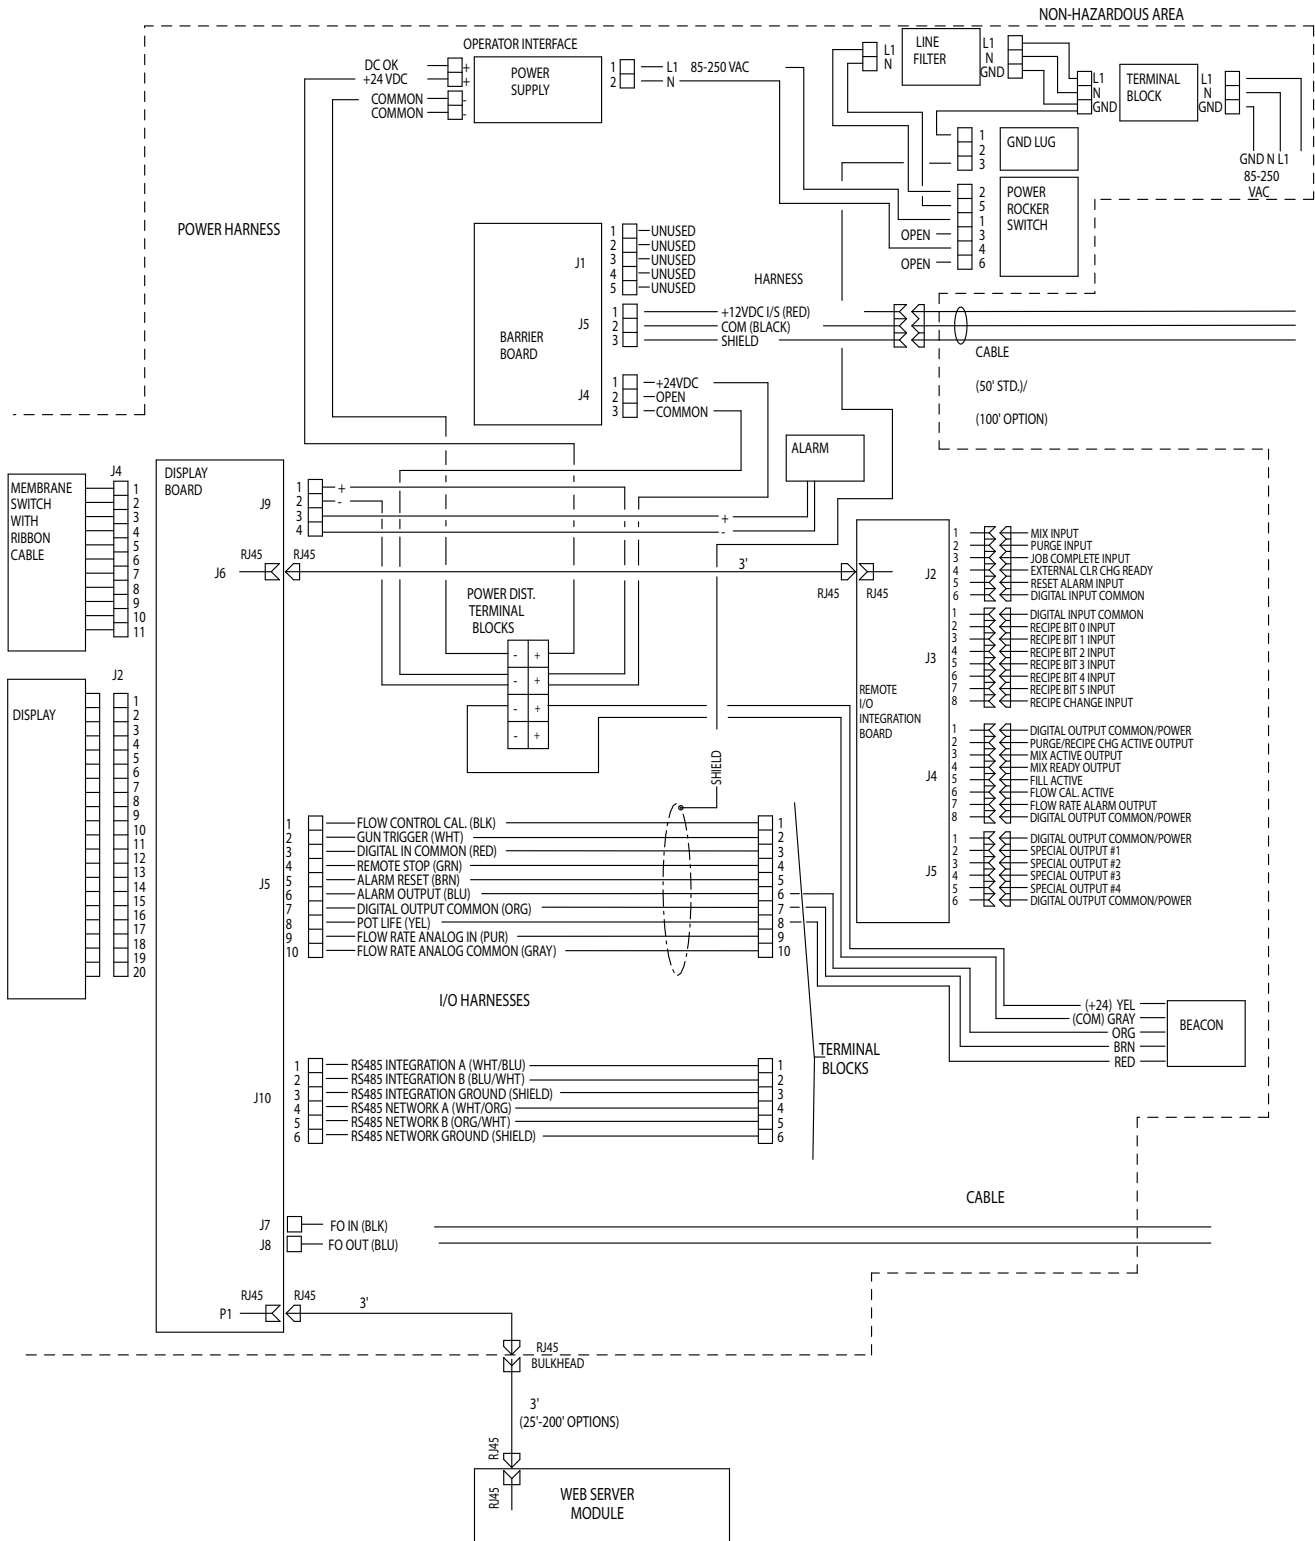 NON-HAZARDOUS AREA
OPERATOR INTERFACE
DC OK
+24 VDC
COMMON
COMMON
+
+
-
-
POWER
SUPPLY
1
2
L1 85-250 VAC
N
L1
N
LINE
FILTER
L1
N
GND
L1
N
GND
TERMINAL
BLOCK
L1
N
GND
GND N L1
85-250
VAC
1
2
3
GND LUG
2
5
1
3
4
6
OPEN
OPEN
POWER
ROCKER
SWITCH
POWER HARNESS
BARRIER
BOARD
J1
1 UNUSED
2 UNUSED
3 UNUSED
4 UNUSED
5 UNUSED
HARNESS
J5
1 +12VDC I/S (RED)
2 COM (BLACK)
3 SHIELD
CABLE
(50' STD.)/
(100' OPTION)
J4
1 +24VDC
2 OPEN
3 COMMON
ALARM
MEMBRANE
SWITCH
WITH
RIBBON
CABLE
J4
1
2
3
4
5
6
7
8
9
10
11
DISPLAY
BOARD
J9
1 +
2 -
3 +
4 -
J6
RJ45 RJ45
3'
RJ45 RJ45
POWER DIST.
TERMINAL
BLOCKS
- +
- +
- +
- +
DISPLAY
J2
1
2
3
4
5
6
7
8
9
10
11
12
13
14
15
16
17
18
19
20
REMOTE
I/O
INTEGRATION
BOARD
J2
1 MIX INPUT
2 PURGE INPUT
3 JOB COMPLETE INPUT
4 EXTERNAL CLR CHG READY
5 RESET ALARM INPUT
6 DIGITAL INPUT COMMON
J3
1 DIGITAL INPUT COMMON
2 RECIPE BIT 0 INPUT
3 RECIPE BIT 1 INPUT
4 RECIPE BIT 2 INPUT
5 RECIPE BIT 3 INPUT
6 RECIPE BIT 4 INPUT
7 RECIPE BIT 5 INPUT
8 RECIPE CHANGE INPUT
J4
1 DIGITAL OUTPUT COMMON/POWER
2 PURGE/RECIPE CHG ACTIVE OUTPUT
3 MIX ACTIVE OUTPUT
4 MIX READY OUTPUT
5 FILL ACTIVE
6 FLOW CAL. ACTIVE
7 FLOW RATE ALARM OUTPUT
8 DIGITAL OUTPUT COMMON/POWER
J5
1 DIGITAL OUTPUT COMMON/POWER
2 SPECIAL OUTPUT #1
3 SPECIAL OUTPUT #2
4 SPECIAL OUTPUT #3
5 SPECIAL OUTPUT #4
6 DIGITAL OUTPUT COMMON/POWER
SHIELD
J5
1 FLOW CONTROL CAL. (BLK) 1
2 GUN TRIGGER (WHT) 2
3 DIGITAL IN COMMON (RED) 3
4 REMOTE STOP (GRN) 4
5 ALARM RESET (BRN) 5
6 ALARM OUTPUT (BLU) 6
7 DIGITAL OUTPUT COMMON (ORG) 7
8 POT LIFE (YEL) 8
9 FLOW RATE ANALOG IN (PUR) 9
10 FLOW RATE ANALOG COMMON (GRAY) 10
I/O HARNESSES
(+24) YEL
(COM) GRAY
ORG
BRN
RED
BEACON
TERMINAL
BLOCKS
J10
1 RS485 INTEGRATION A (WHT/BLU) 1
2 RS485 INTEGRATION B (BLU/WHT) 2
3 RS485 INTEGRATION GROUND (SHIELD) 3
4 RS485 NETWORK A (WHT/ORG) 4
5 RS485 NETWORK B (ORG/WHT) 5
6 RS485 NETWORK GROUND (SHIELD) 6
CABLE
J7 FO IN (BLK)
J8 FO OUT (BLU)
P1
RJ45 RJ45
3'
RJ45
BULKHEAD
3'
(25'-200' OPTIONS)
RJ45
RJ45
WEB SERVER
MODULE